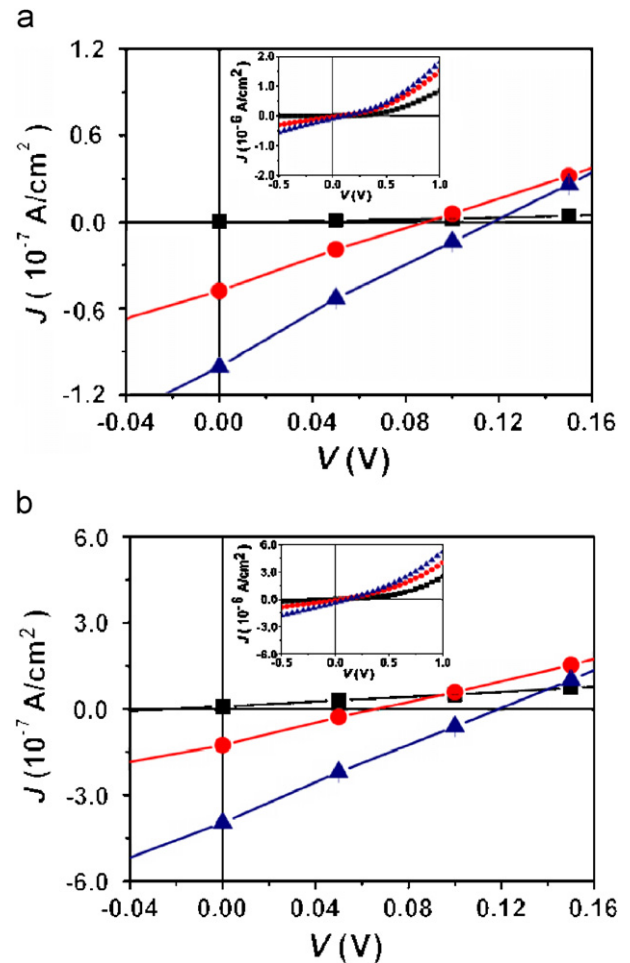 a
1.2
0.6
0.0
-0.6
-1.2
J ( 10⁻⁷ A/cm²)
-0.04 0.00 0.04 0.08 0.12 0.16
V (V)
2.0
1.0
0.0
-1.0
-2.0
J (10⁻⁶ A/cm²)
-0.5 0.0 0.5 1.0
V(V)
b
6.0
3.0
0.0
-3.0
-6.0
J (10⁻⁷ A/cm²)
-0.04 0.00 0.04 0.08 0.12 0.16
V (V)
6.0
3.0
0.0
-3.0
-6.0
J (10⁻⁶ A/cm²)
-0.5 0.0 0.5 1.0
V(V)